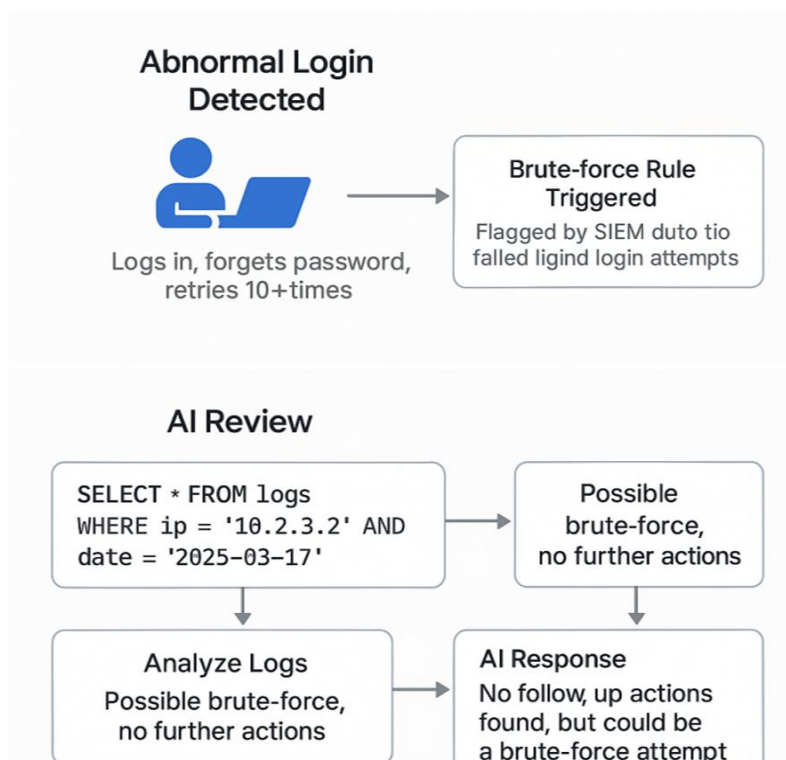 Abnormal Login
Detected
Logs in, forgets password,
retries 10+times
Brute-force Rule
Triggered
Flagged by SIEM duto tio
falled ligind login attempts
AI Review
SELECT * FROM logs
WHERE ip = '10.2.3.2' AND
date = '2025-03-17'
Possible
brute-force,
no further actions
Analyze Logs
Possible brute-force,
no further actions
AI Response
No follow, up actions
found, but could be
a brute-force attempt